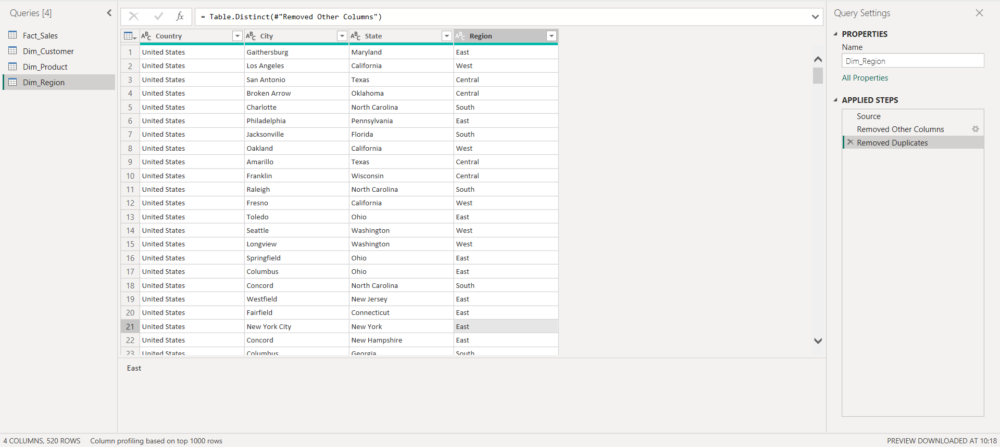 Queries [4]
Fact_Sales
Dim_Customer
Dim_Product
Dim_Region
fx = Table.Distinct(#"Removed Other Columns")
ABC Country ABC City ABC State ABC Region
1 United States Gaithersburg Maryland East
2 United States Los Angeles California West
3 United States San Antonio Texas Central
4 United States Broken Arrow Oklahoma Central
5 United States Charlotte North Carolina South
6 United States Philadelphia Pennsylvania East
7 United States Jacksonville Florida South
8 United States Oakland California West
9 United States Amarillo Texas Central
10 United States Franklin Wisconsin Central
11 United States Raleigh North Carolina South
12 United States Fresno California West
13 United States Toledo Ohio East
14 United States Seattle Washington West
15 United States Longview Washington West
16 United States Springfield Ohio East
17 United States Columbus Ohio East
18 United States Concord North Carolina South
19 United States Westfield New Jersey East
20 United States Fairfield Connecticut East
21 United States New York City New York East
22 United States Concord New Hampshire East
23 United States Columbus Georgia South
East
Query Settings
PROPERTIES
Name
Dim_Region
All Properties
APPLIED STEPS
Source
Removed Other Columns
Removed Duplicates
4 COLUMNS, 520 ROWS Column profiling based on top 1000 rows
PREVIEW DOWNLOADED AT 10:18